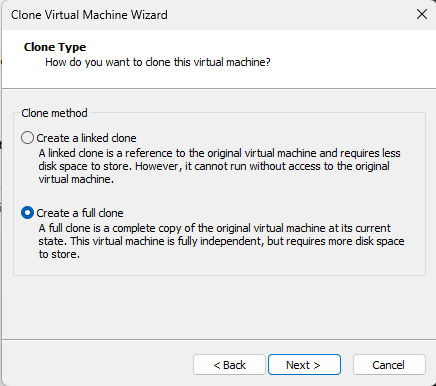 Clone Virtual Machine Wizard
Clone Type
How do you want to clone this virtual machine?
Clone method
Create a linked clone
A linked clone is a reference to the original virtual machine and requires less
disk space to store. However, it cannot run without access to the original
virtual machine.
Create a full clone
A full clone is a complete copy of the original virtual machine at its current
state. This virtual machine is fully independent, but requires more disk space
to store.
< Back
Next >
Cancel